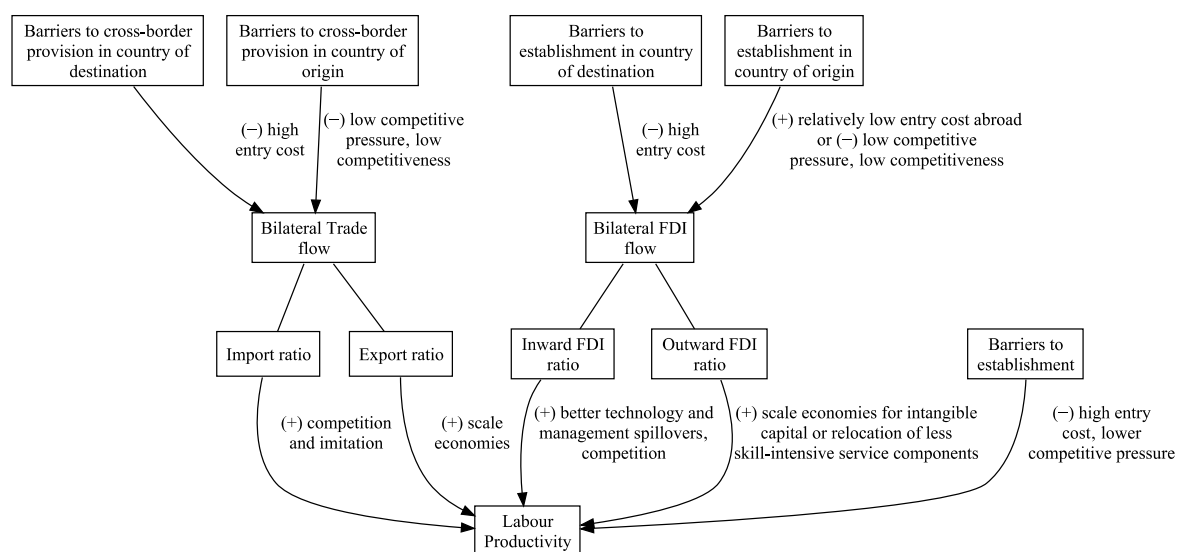 Barriers to cross-border
provision in country of
destination
Barriers to cross-border
provision in country of
origin
Barriers to
establishment in country
of destination
Barriers to
establishment in
country of origin
(−) high
entry cost
(−) low competitive
pressure, low
competitiveness
(−) high
entry cost
(+) relatively low entry cost abroad
or (−) low competitive
pressure, low competitiveness
Bilateral Trade
flow
Bilateral FDI
flow
Import ratio
Export ratio
Inward FDI
ratio
Outward FDI
ratio
Barriers to
establishment
(+) competition
and imitation
(+) scale
economies
(+) better technology and
management spillovers,
competition
(+) scale economies for intangible
capital or relocation of less
skill-intensive service components
(−) high entry
cost, lower
competitive pressure
Labour
Productivity